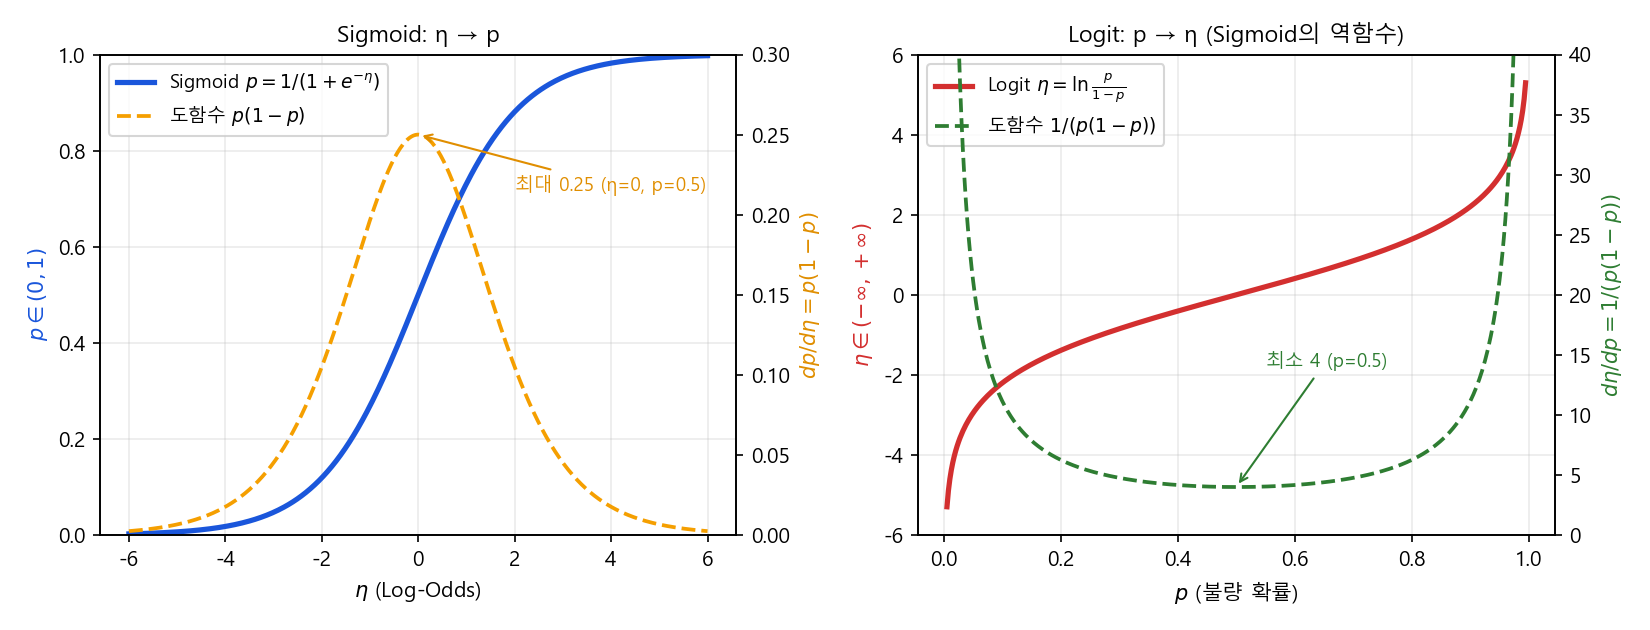 Sigmoid: η → p
Sigmoid p = 1/(1 + e^{−η})
도함수 p(1 − p)
최대 0.25 (η=0, p=0.5)
1.0
0.8
0.6
0.4
0.2
0.0
p ∈ (0, 1)
0.30
0.25
0.20
0.15
0.10
0.05
0.00
dp/dη = p(1 − p)
-6 -4 -2 0 2 4 6
η (Log-Odds)
Logit: p → η (Sigmoid의 역함수)
Logit η = ln p/(1−p)
도함수 1/(p(1 − p))
최소 4 (p=0.5)
6
4
2
0
-2
-4
-6
η ∈ (−∞, +∞)
40
35
30
25
20
15
10
5
0
dη/dp = 1/(p(1 − p))
0.0 0.2 0.4 0.6 0.8 1.0
p (불량 확률)